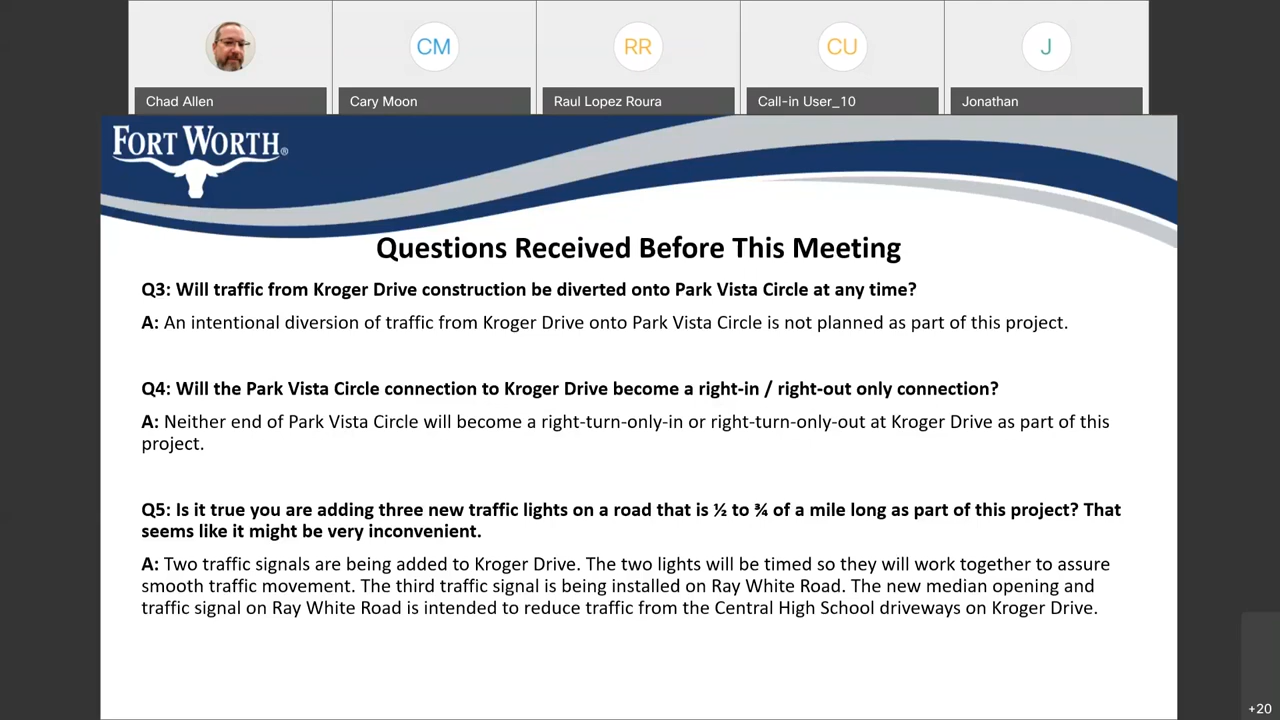 CM
RR
CU
J
Chad Allen
Cary Moon
Raul Lopez Roura
Call-in User_10
Jonathan
FORT WORTH®
Questions Received Before This Meeting
Q3: Will traffic from Kroger Drive construction be diverted onto Park Vista Circle at any time?
A: An intentional diversion of traffic from Kroger Drive onto Park Vista Circle is not planned as part of this project.
Q4: Will the Park Vista Circle connection to Kroger Drive become a right-in / right-out only connection?
A: Neither end of Park Vista Circle will become a right-turn-only-in or right-turn-only-out at Kroger Drive as part of this
project.
Q5: Is it true you are adding three new traffic lights on a road that is ½ to ¾ of a mile long as part of this project? That
seems like it might be very inconvenient.
A: Two traffic signals are being added to Kroger Drive. The two lights will be timed so they will work together to assure
smooth traffic movement. The third traffic signal is being installed on Ray White Road. The new median opening and
traffic signal on Ray White Road is intended to reduce traffic from the Central High School driveways on Kroger Drive.
+20